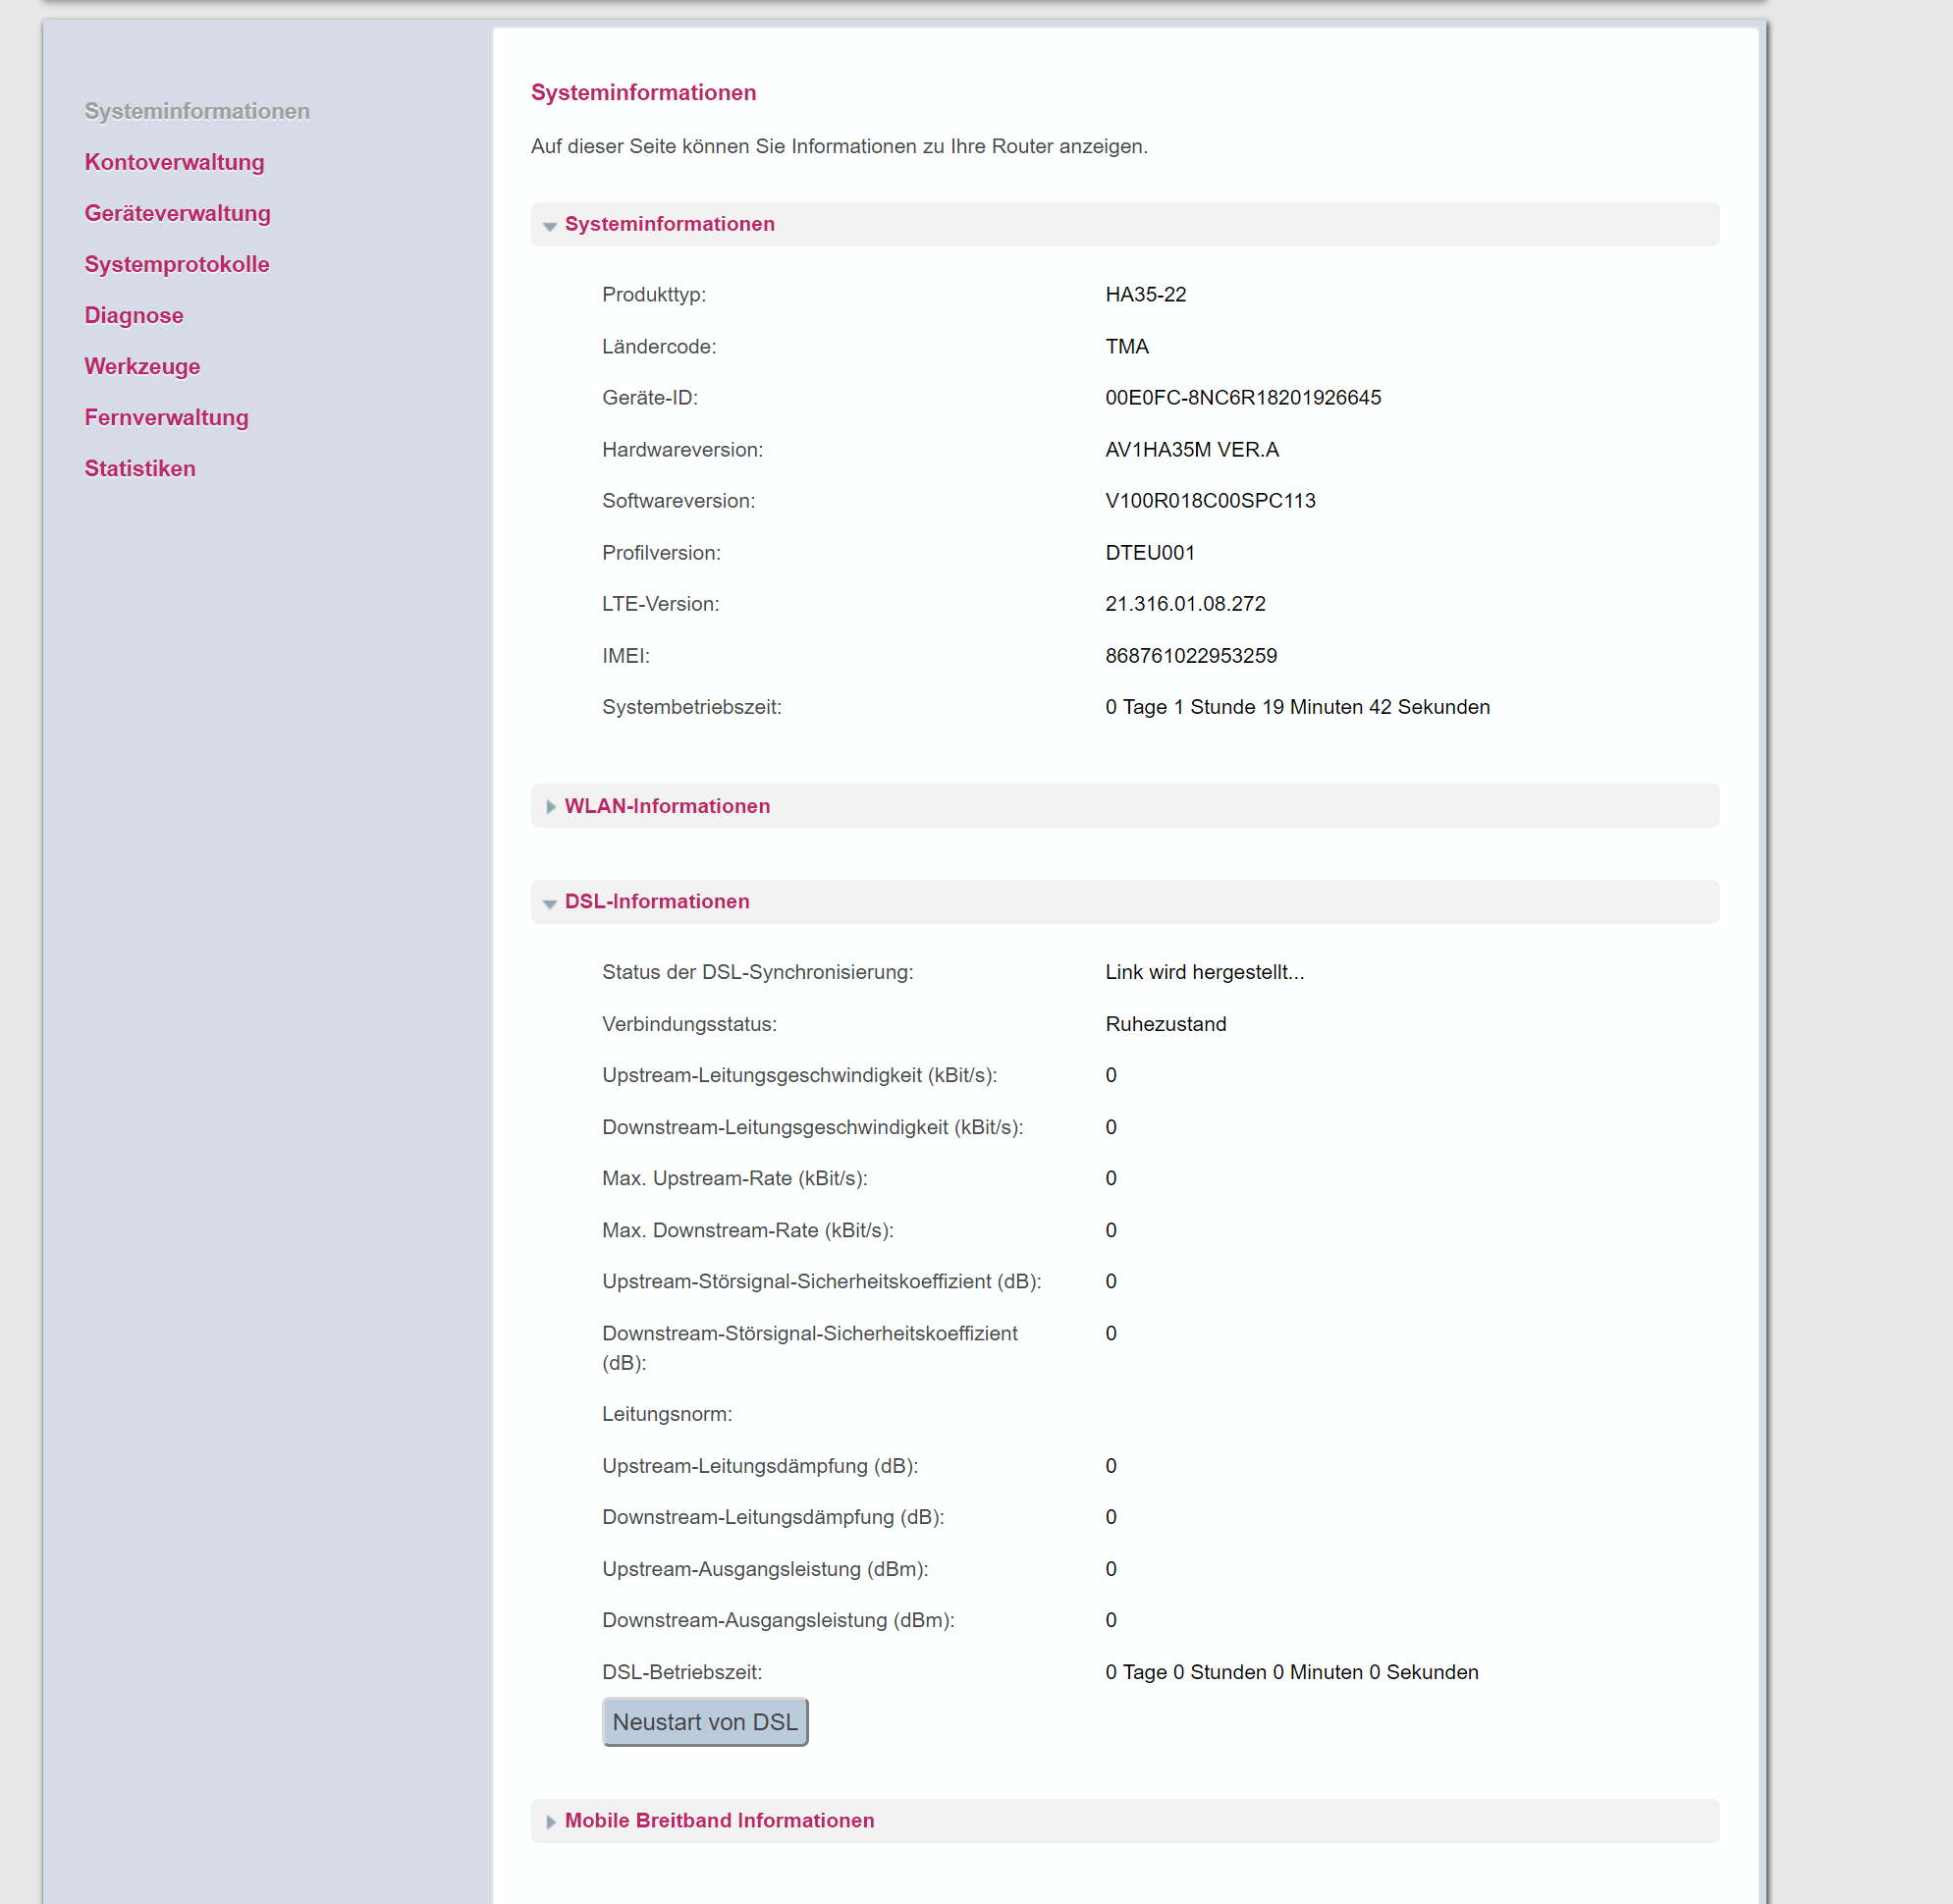 Systeminformationen
Kontoverwaltung
Geräteverwaltung
Systemprotokolle
Diagnose
Werkzeuge
Fernverwaltung
Statistiken
Systeminformationen
Auf dieser Seite können Sie Informationen zu Ihre Router anzeigen.
Systeminformationen
Produkttyp: HA35-22
Ländercode: TMA
Geräte-ID: 00E0FC-8NC6R18201926645
Hardwareversion: AV1HA35M VER.A
Softwareversion: V100R018C00SPC113
Profilversion: DTEU001
LTE-Version: 21.316.01.08.272
IMEI: 868761022953259
Systembetriebszeit: 0 Tage 1 Stunde 19 Minuten 42 Sekunden
WLAN-Informationen
DSL-Informationen
Status der DSL-Synchronisierung: Link wird hergestellt...
Verbindungsstatus: Ruhezustand
Upstream-Leitungsgeschwindigkeit (kBit/s): 0
Downstream-Leitungsgeschwindigkeit (kBit/s): 0
Max. Upstream-Rate (kBit/s): 0
Max. Downstream-Rate (kBit/s): 0
Upstream-Störsignal-Sicherheitskoeffizient (dB): 0
Downstream-Störsignal-Sicherheitskoeffizient 0
(dB):
Leitungsnorm:
Upstream-Leitungsdämpfung (dB): 0
Downstream-Leitungsdämpfung (dB): 0
Upstream-Ausgangsleistung (dBm): 0
Downstream-Ausgangsleistung (dBm): 0
DSL-Betriebszeit: 0 Tage 0 Stunden 0 Minuten 0 Sekunden
Neustart von DSL
Mobile Breitband Informationen